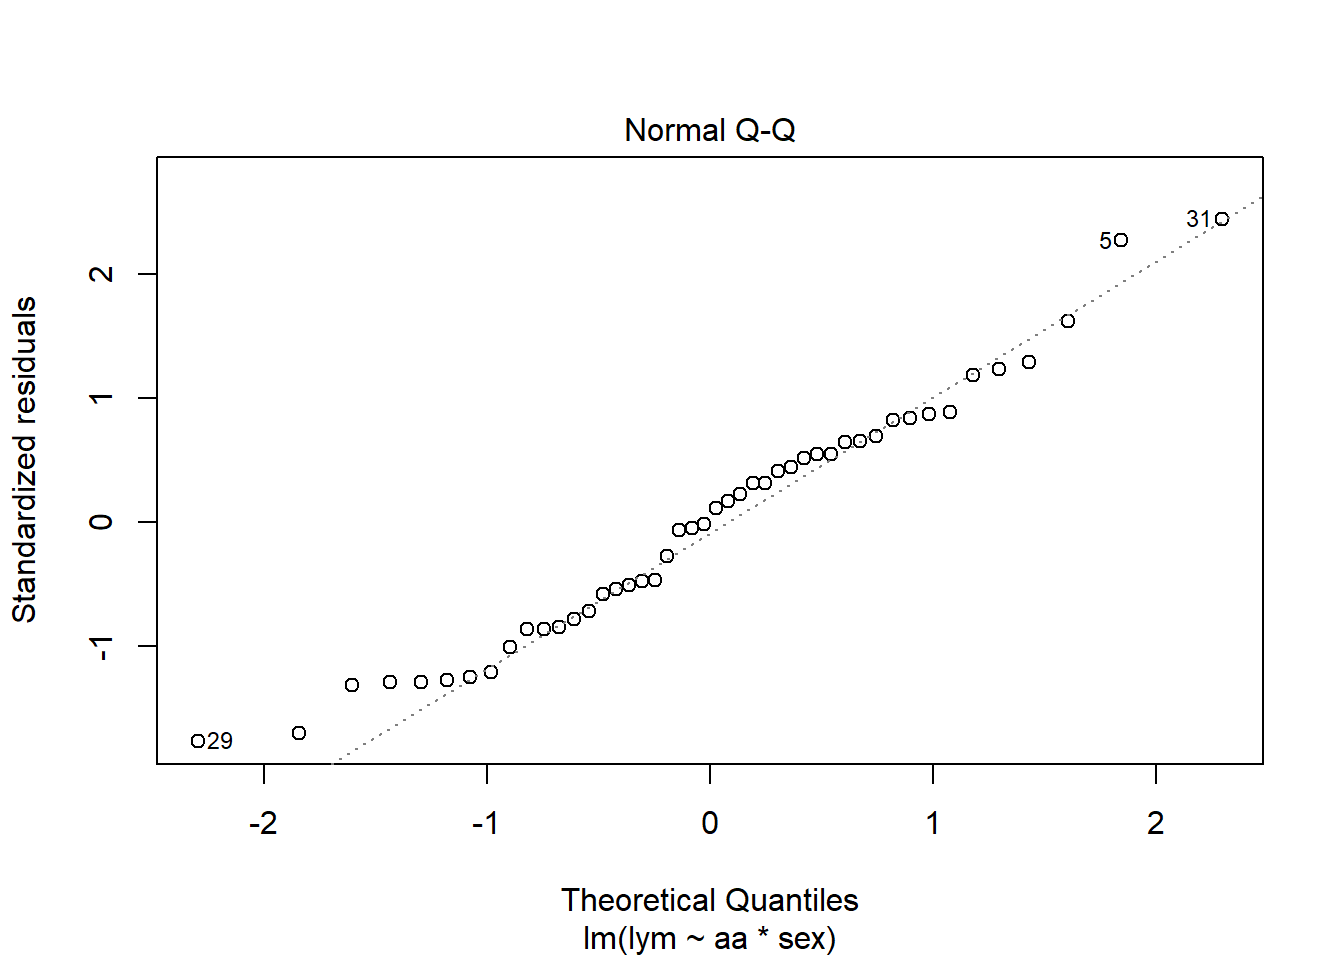 Normal Q-Q
Standardized residuals
2
1
0
-1
31
5
29
-2 -1 0 1 2
Theoretical Quantiles
lm(lym ~ aa * sex)